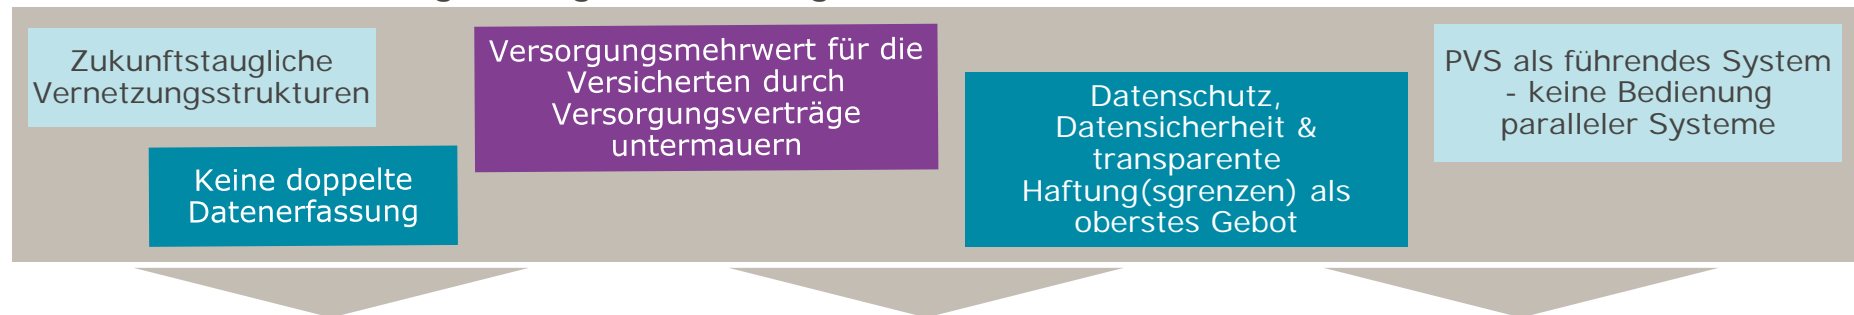 Zukunftstaugliche
Vernetzungsstrukturen
Keine doppelte
Datenerfassung
Versorgungsmehrwert für die
Versicherten durch
Versorgungsverträge
untermauern
Datenschutz,
Datensicherheit &
transparente
Haftung(sgrenzen) als
oberstes Gebot
PVS als führendes System
- keine Bedienung
paralleler Systeme